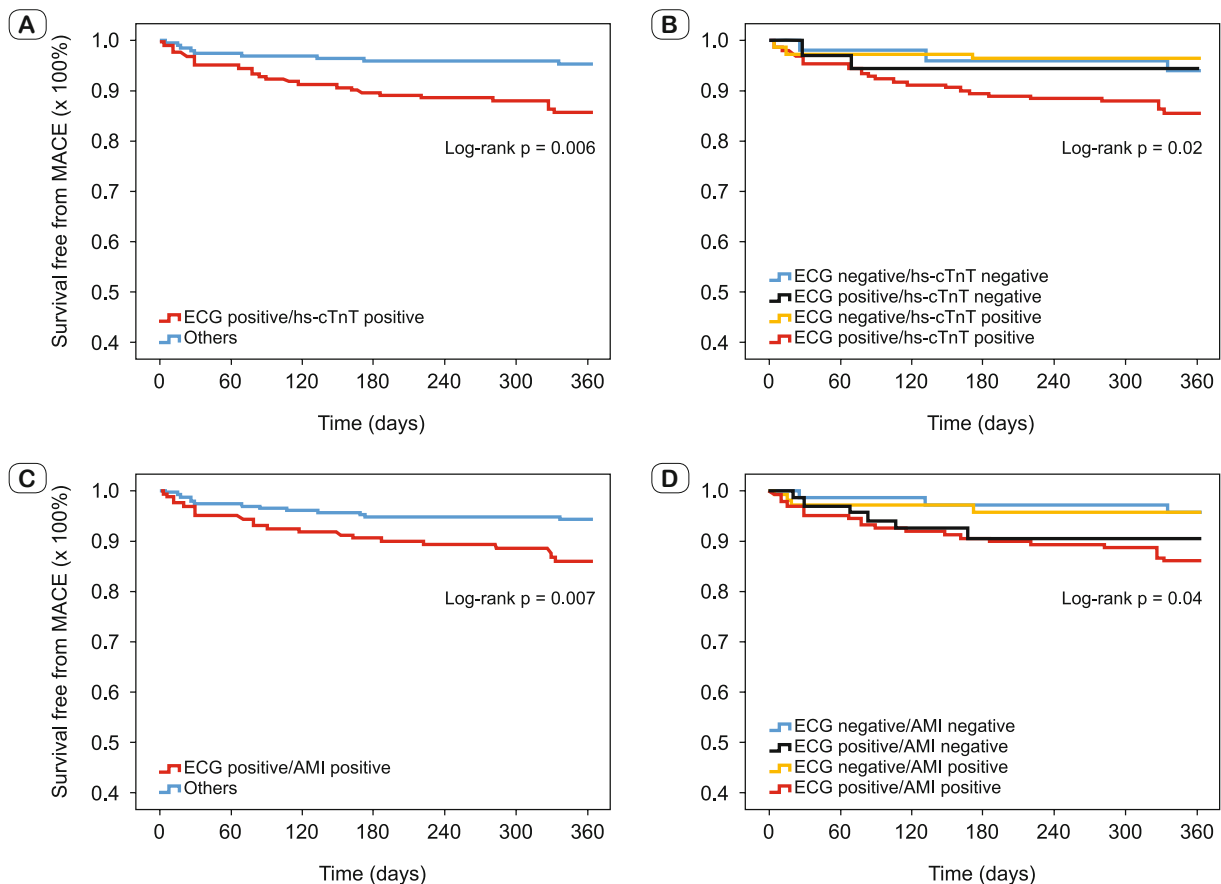 A
Survival free from MACE (x 100%)
1.0
0.9
0.8
0.7
0.6
0.5
0.4
Log-rank p = 0.006
ECG positive/hs-cTnT positive
Others
0 60 120 180 240 300 360
Time (days)
B
1.0
0.9
0.8
0.7
0.6
0.9
0.5
0.4
Log-rank p = 0.02
ECG negative/hs-cTnT negative
ECG positive/hs-cTnT negative
ECG negative/hs-cTnT positive
ECG positive/hs-cTnT positive
0 60 120 180 240 300 360
Time (days)
C
Survival free from MACE (x 100%)
1.0
0.9
0.8
0.7
0.6
0.5
0.4
Log-rank p = 0.007
ECG positive/AMI positive
Others
0 60 120 180 240 300 360
Time (days)
D
1.0
0.9
0.8
0.7
0.6
0.5
0.4
Log-rank p = 0.04
ECG negative/AMI negative
ECG positive/AMI negative
ECG negative/AMI positive
ECG positive/AMI positive
0 60 120 180 240 300 360
Time (days)